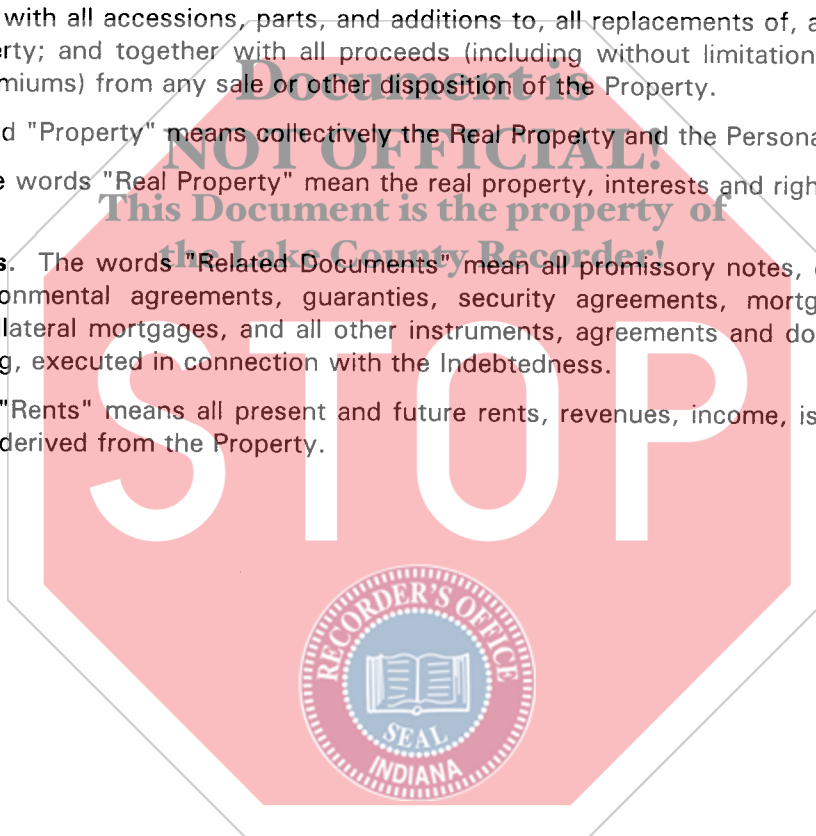 with all accessions, parts, and additions to, all replacements of, a
erty; and together with all proceeds (including without limitation
miums) from any sale or other disposition of the Property.
d "Property" means collectively the Real Property and the Persona
e words "Real Property" mean the real property, interests and righ
s. The words "Related Documents" mean all promissory notes,
onmental agreements, guaranties, security agreements, mortg
lateral mortgages, and all other instruments, agreements and do
g, executed in connection with the Indebtedness.
"Rents" means all present and future rents, revenues, income, is
derived from the Property.
Document is
NOT OFFICIAL!
This Document is the property of
the Lake County Recorder!
STOP
RECORDER'S OFFICE
SEAL
INDIANA